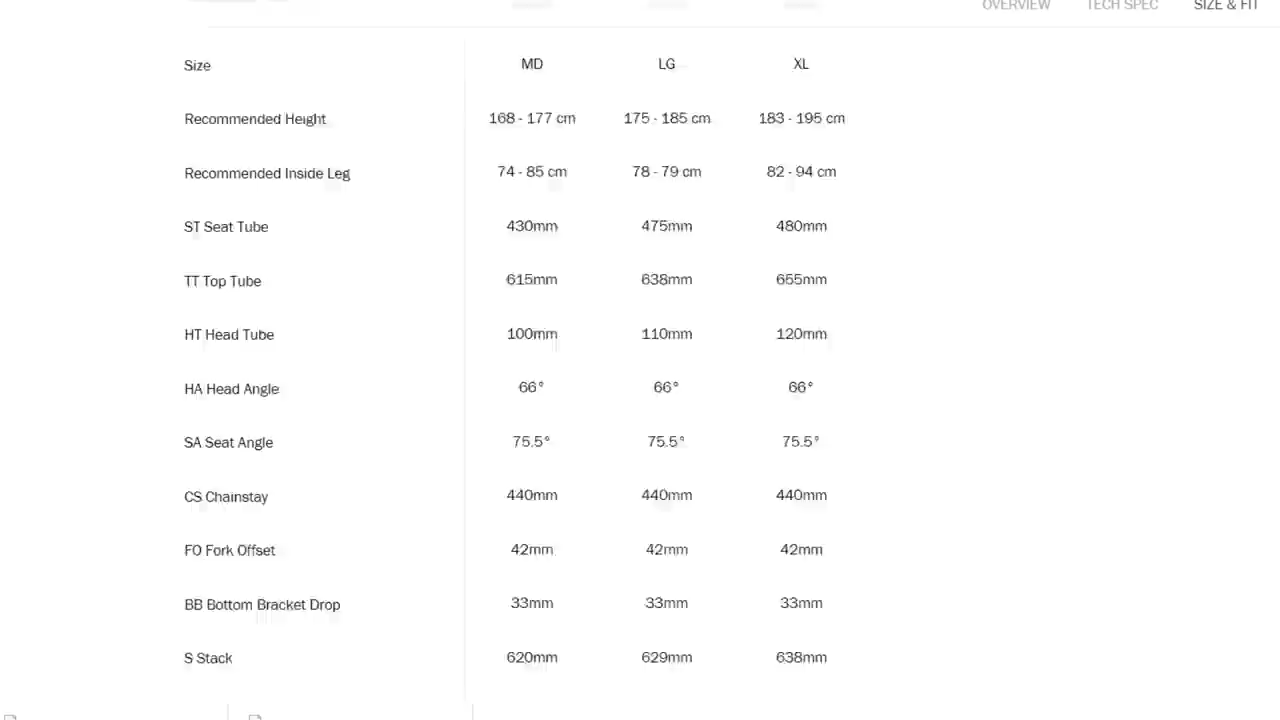 OVERVIEW TECH SPEC SIZE & FIT
Size MD LG XL
Recommended Height 168 - 177 cm 175 - 185 cm 183 - 195 cm
Recommended Inside Leg 74 - 85 cm 78 - 79 cm 82 - 94 cm
ST Seat Tube 430mm 475mm 480mm
TT Top Tube 615mm 638mm 655mm
HT Head Tube 100mm 110mm 120mm
HA Head Angle 66° 66° 66°
SA Seat Angle 75.5° 75.5° 75.5°
CS Chainstay 440mm 440mm 440mm
FO Fork Offset 42mm 42mm 42mm
BB Bottom Bracket Drop 33mm 33mm 33mm
S Stack 620mm 629mm 638mm